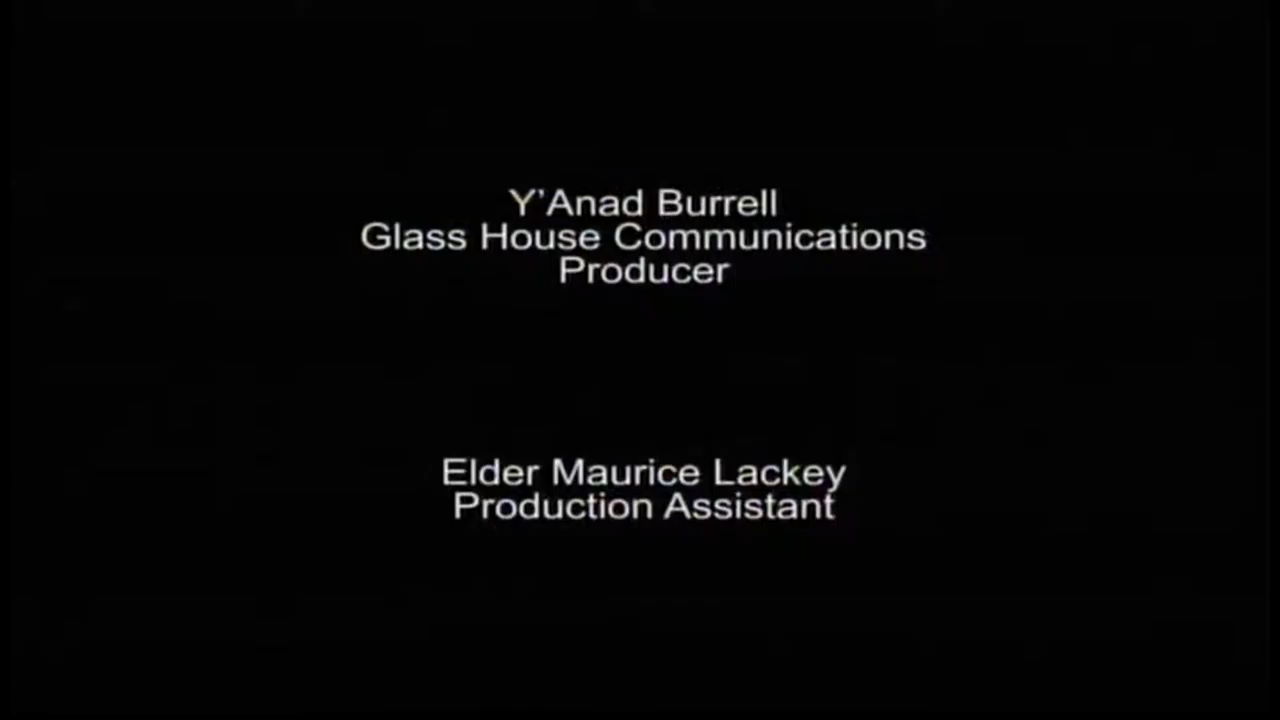 Y'Anad Burrell
Glass House Communications
Producer
Elder Maurice Lackey
Production Assistant